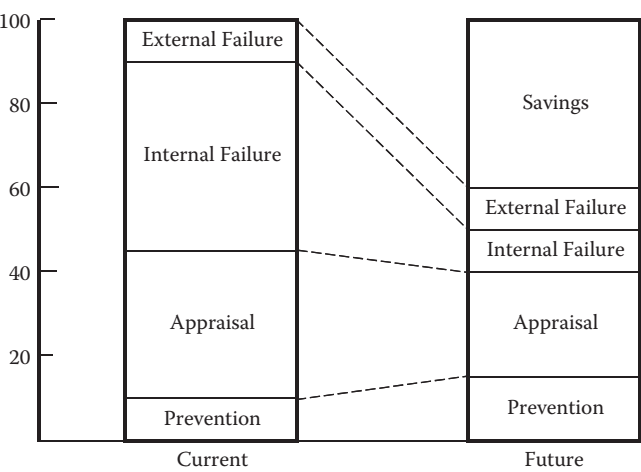 100
80
60
40
20
External Failure
Internal Failure
Appraisal
Prevention
Current
Savings
External Failure
Internal Failure
Appraisal
Prevention
Future